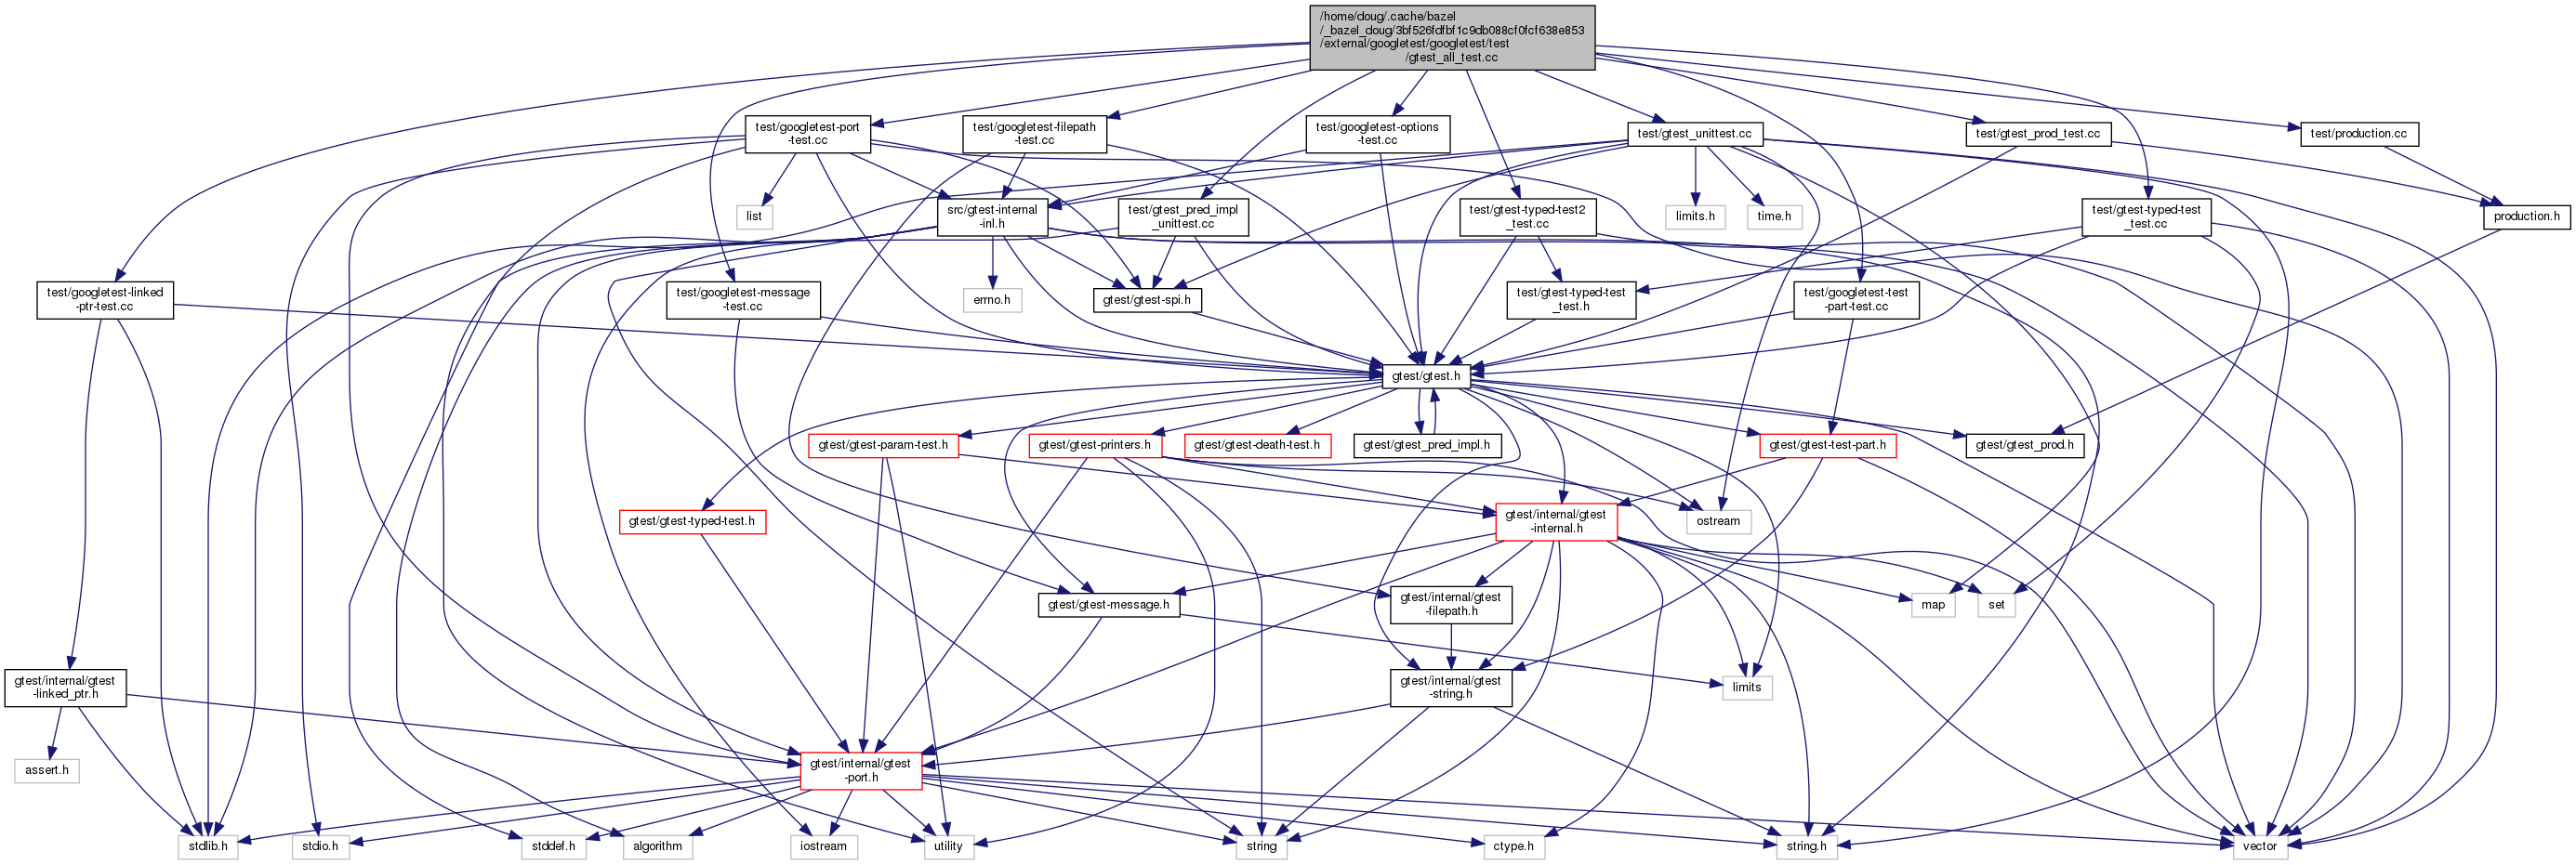 /home/doug/.cache/bazel
/_bazel_doug/3bf526fdfbf1c9db088cf0fcf638e853
/external/googletest/googletest/test
/gtest_all_test.cc
test/googletest-port
-test.cc
test/googletest-filepath
-test.cc
test/googletest-options
-test.cc
test/gtest_unittest.cc
test/gtest_prod_test.cc
test/production.cc
list
src/gtest-internal
-inl.h
test/gtest_pred_impl
_unittest.cc
test/gtest-typed-test2
_test.cc
limits.h
time.h
test/gtest-typed-test
_test.cc
production.h
test/googletest-linked
-ptr-test.cc
test/googletest-message
-test.cc
errno.h
gtest/gtest-spi.h
test/gtest-typed-test
_test.h
test/googletest-test
-part-test.cc
gtest/gtest.h
gtest/gtest-param-test.h
gtest/gtest-printers.h
gtest/gtest-death-test.h
gtest/gtest_pred_impl.h
gtest/gtest-test-part.h
gtest/gtest_prod.h
gtest/gtest-typed-test.h
gtest/internal/gtest
-internal.h
ostream
gtest/gtest-message.h
gtest/internal/gtest
-filepath.h
map
set
gtest/internal/gtest
-linked_ptr.h
gtest/internal/gtest
-string.h
limits
assert.h
gtest/internal/gtest
-port.h
stdlib.h
stdio.h
stddef.h
algorithm
iostream
utility
string
ctype.h
string.h
vector